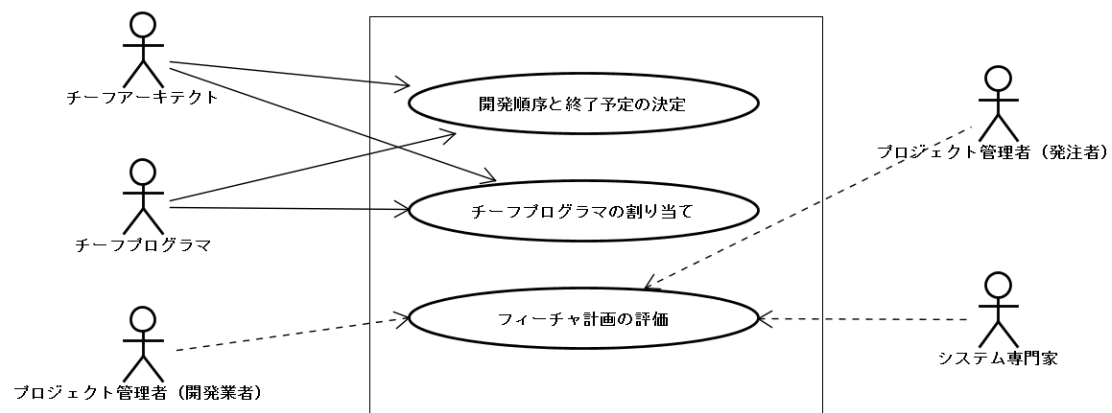 チーフアーキテクト
開発順序と終了予定の決定
プロジェクト管理者（発注者）
チーフプログラマ
チーフプログラマの割り当て
プロジェクト管理者（開発業者）
フィーチャ計画の評価
システム専門家